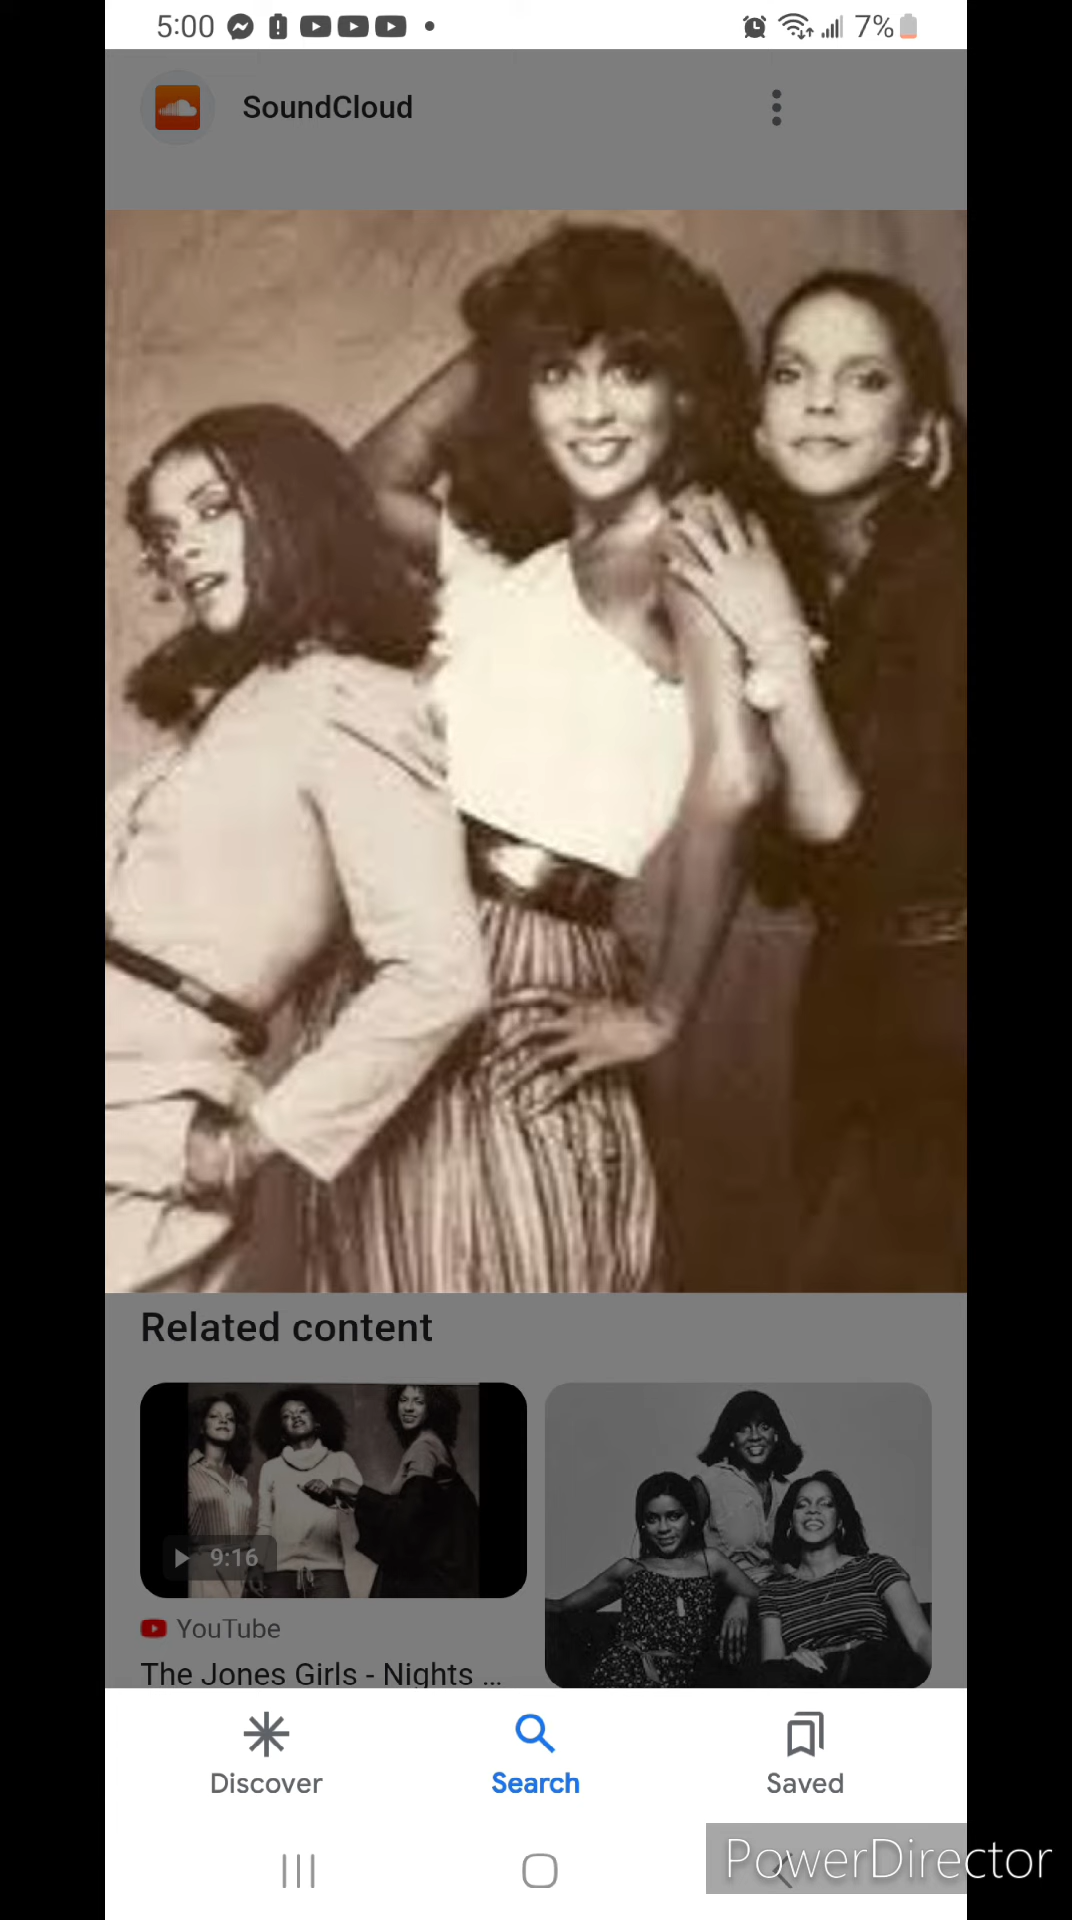 5:00 7%
SoundCloud
Related content
9:16
YouTube
The Jones Girls - Nights ...
Discover Search Saved
PowerDirector